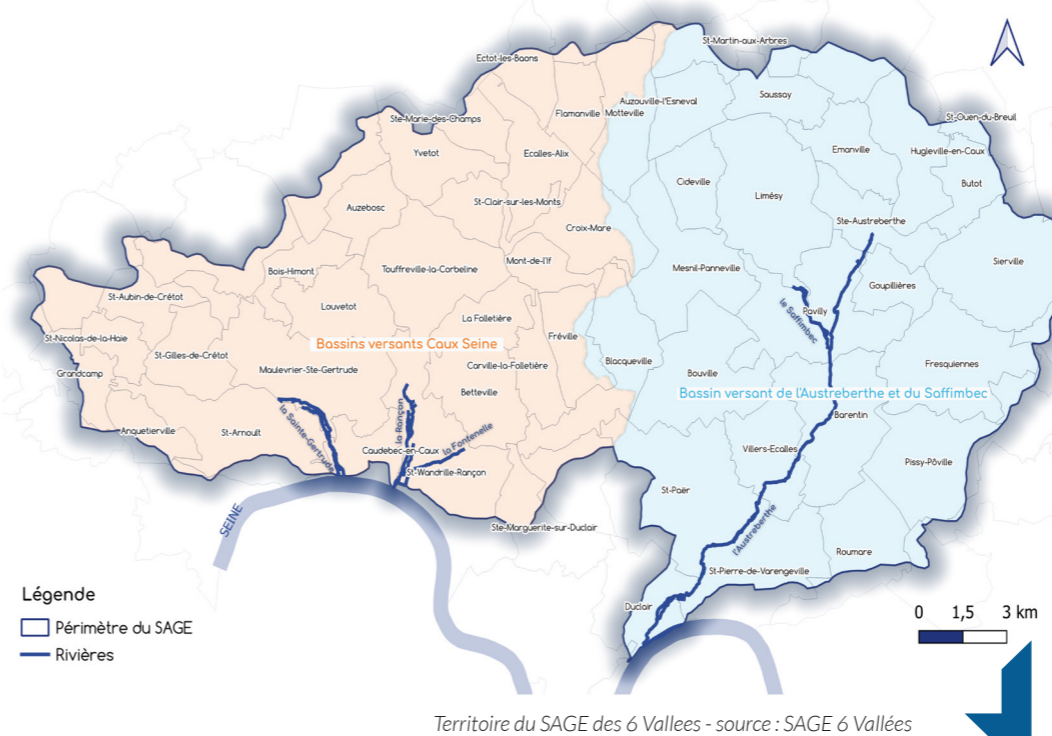 St-Martin-aux-Arbres
Ectot-les-Baons
Saussay
Auzouville-l'Esneval
Flamanville
Motteville
Ste-Marie-des-Champs
St-Ouen-du-Breuil
Yvetot
Ecalles-Alix
Emanville
Hugleville-en-Caux
Cideville
Limésy
Butot
Auzebosc
St-Clair-sur-les-Monts
Croix-Mare
Ste-Austreberthe
Mont-de-l'If
Sierville
Bois-Himont
Touffreville-la-Corbeline
Mesnil-Panneville
Goupillières
St-Aubin-de-Crétot
Louvetot
le Saffimbec
Pavilly
La Folletière
St-Nicolas-de-la-Haie
Bassins versants Caux Seine
Fréville
St-Gilles-de-Crétot
Blacqueville
Fresquiennes
Grandcamp
Maulevrier-Ste-Gertrude
Carville-la-Folletière
Bouville
Betteville
Bassin versant de l'Austreberthe et du Saffimbec
Barentin
la Sainte-Gertrude
la Rançon
la Fontenelle
Anquetierville
St-Arnoult
Caudebec-en-Caux
Villers-Ecalles
Pissy-Pôville
St-Wandrille-Rançon
St-Paër
SEINE
Ste-Marguerite-sur-Duclair
l'Austreberthe
Roumare
St-Pierre-de-Varengeville
Duclair
Légende
Périmètre du SAGE
Rivières
0 1,5 3 km
Territoire du SAGE des 6 Vallees - source : SAGE 6 Vallées